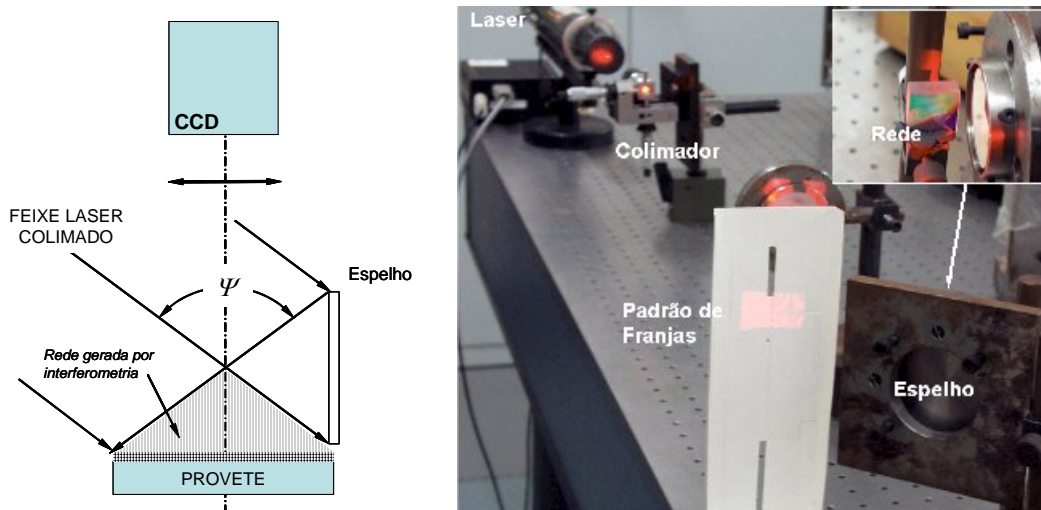 CCD
FEIXE LASER
COLIMADO
Ψ
Espelho
Rede gerada por
interferometria
PROVETE
Laser
Colimador
Rede
Padrão de
Franjas
Espelho